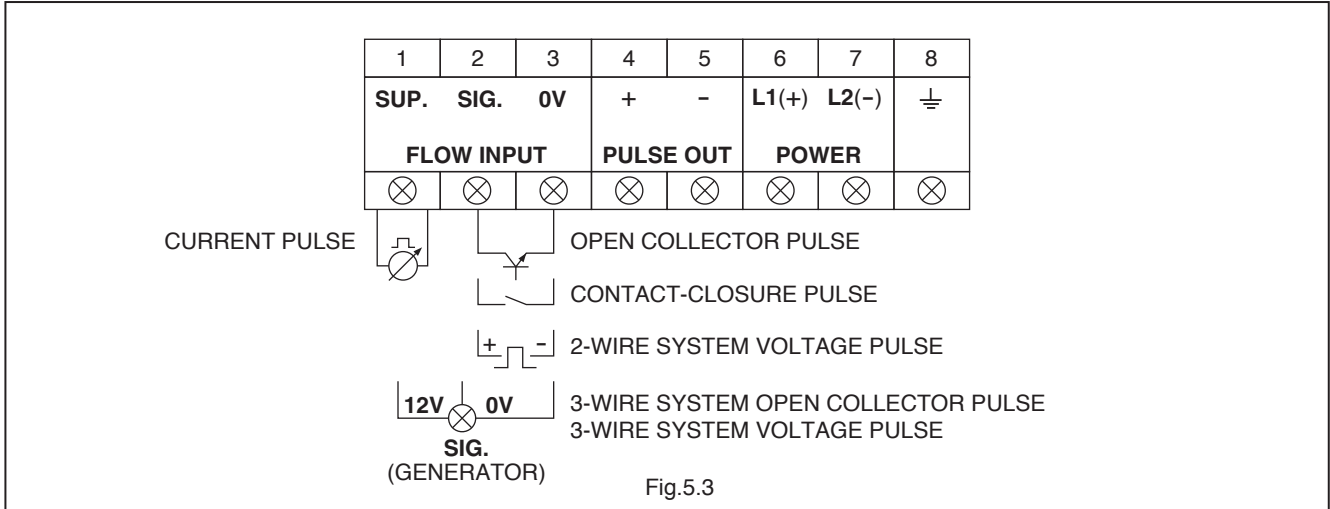 1 2 3 4 5 6 7 8
SUP. SIG. 0V + − L1(+) L2(−)
FLOW INPUT PULSE OUT POWER
CURRENT PULSE OPEN COLLECTOR PULSE
CONTACT-CLOSURE PULSE
+ − 2-WIRE SYSTEM VOLTAGE PULSE
12V 0V 3-WIRE SYSTEM OPEN COLLECTOR PULSE
3-WIRE SYSTEM VOLTAGE PULSE
SIG.
(GENERATOR)
Fig.5.3